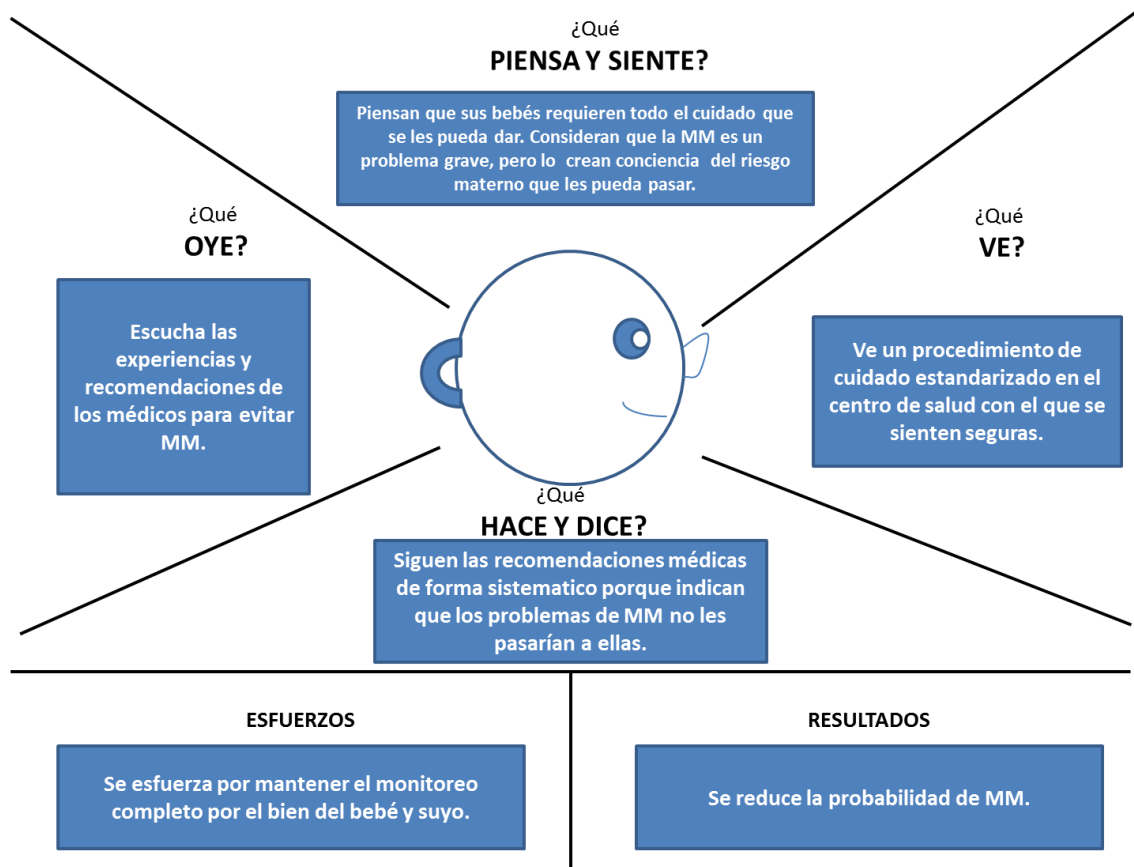 ¿Qué
PIENSA Y SIENTE?
Piensan que sus bebés requieren todo el cuidado que
se les pueda dar. Consideran que la MM es un
problema grave, pero lo crean conciencia del riesgo
materno que les pueda pasar.
¿Qué
OYE?
Escucha las
experiencias y
recomendaciones de
los médicos para evitar
MM.
¿Qué
VE?
Ve un procedimiento de
cuidado estandarizado en el
centro de salud con el que se
sienten seguras.
¿Qué
HACE Y DICE?
Siguen las recomendaciones médicas
de forma sistematico porque indican
que los problemas de MM no les
pasarían a ellas.
ESFUERZOS
Se esfuerza por mantener el monitoreo
completo por el bien del bebé y suyo.
RESULTADOS
Se reduce la probabilidad de MM.